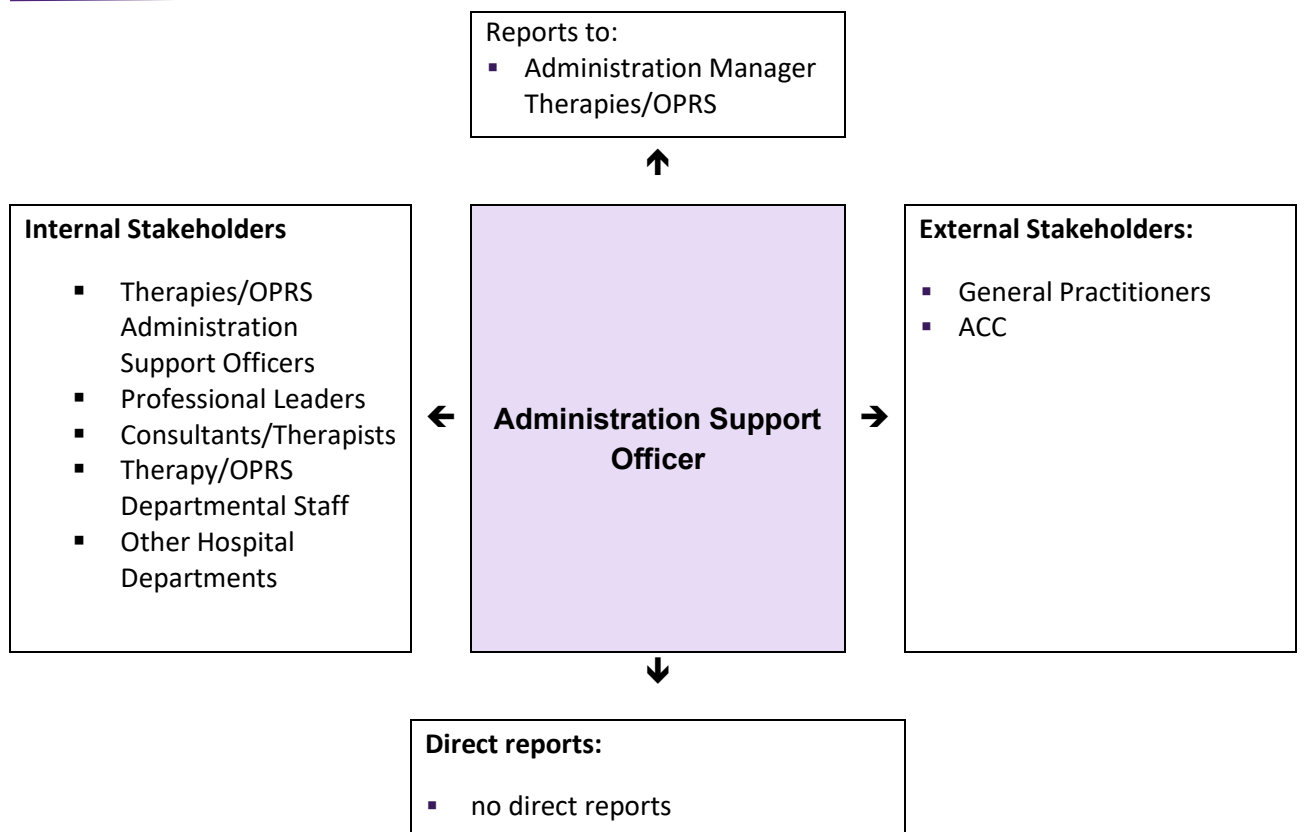 Reports to:
▪ Administration Manager
Therapies/OPRS
🡱
Internal Stakeholders
▪ Therapies/OPRS
Administration
Support Officers
▪ Professional Leaders
▪ Consultants/Therapists
▪ Therapy/OPRS
Departmental Staff
▪ Other Hospital
Departments
🡰
Administration Support
Officer
🡲
External Stakeholders:
▪ General Practitioners
▪ ACC
🡳
Direct reports:
▪ no direct reports